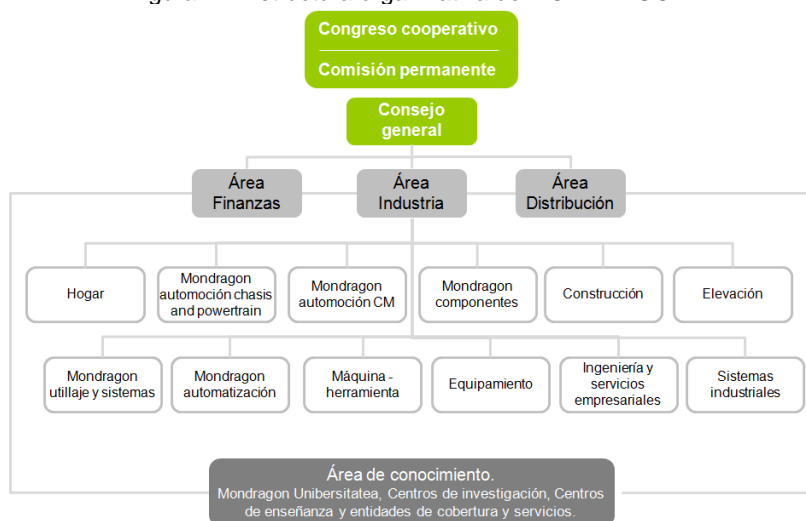 Congreso cooperativo
Comisión permanente
Consejo
general
Área
Finanzas
Área
Industria
Área
Distribución
Hogar
Mondragon
automoción chasis
and powertrain
Mondragon
automoción CM
Mondragon
componentes
Construcción
Elevación
Mondragon
utillaje y sistemas
Mondragon
automatización
Máquina -
herramienta
Equipamiento
Ingeniería y
servicios
empresariales
Sistemas
industriales
Área de conocimiento.
Mondragon Unibersitatea, Centros de investigación, Centros
de enseñanza y entidades de cobertura y servicios.